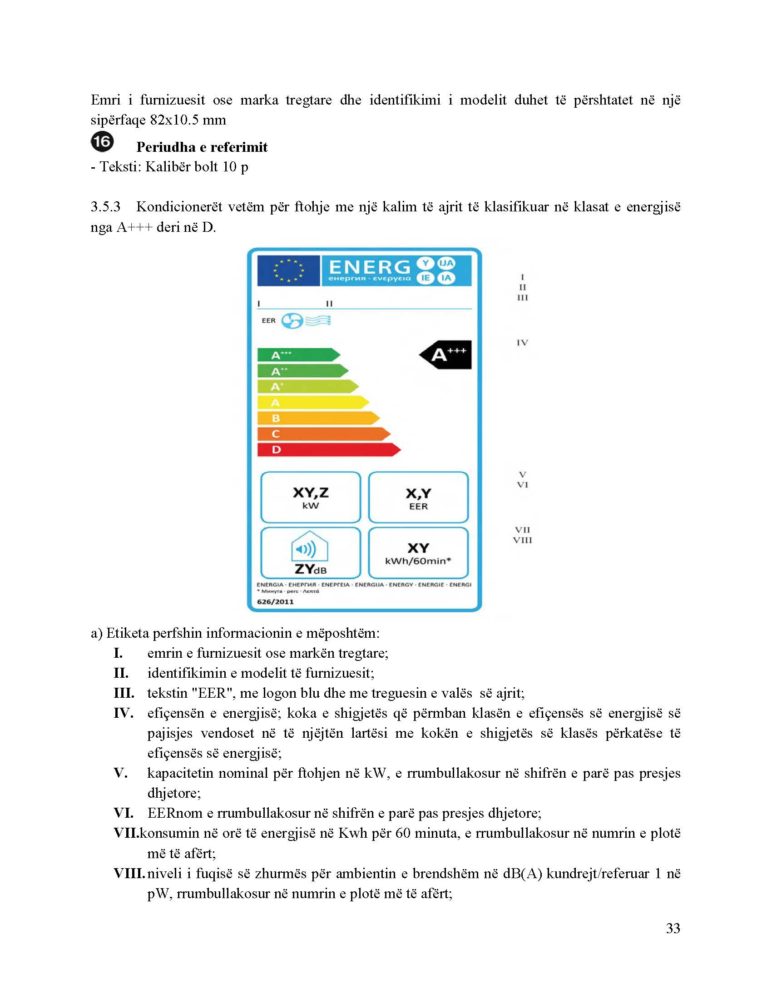 Emri i furnizuesit ose marka tregtare dhe identifikimi i modelit duhet të përshtatet në një
sipërfaqe 82x10.5 mm
16 Periudha e referimit
- Teksti: Kalibër bolt 10 p
3.5.3 Kondicionerët vetëm për ftohje me një kalim të ajrit të klasifikuar në klasat e energjisë
nga A+++ deri në D.
ENERG Y IJA
енергия · ενεργεια IE IA
I
II
III
I II
EER
IV
A+++
A+++
A++
A+
A
B
C
D
V
VI
XY,Z
kW
X,Y
EER
VII
VIII
ZYdB
XY
kWh/60min*
ENERGIA · ЕНЕРГИЯ · ΕΝΕΡΓΕΙΑ · ENERGIJA · ENERGY · ENERGIE · ENERGI
* Минута · perc · Λεπτά
626/2011
a) Etiketa perfshin informacionin e mëposhtëm:
I. emrin e furnizuesit ose markën tregtare;
II. identifikimin e modelit të furnizuesit;
III. tekstin "EER", me logon blu dhe me treguesin e valës së ajrit;
IV. efiçensën e energjisë; koka e shigjetës që përmban klasën e efiçensës së energjisë së
pajisjes vendoset në të njëjtën lartësi me kokën e shigjetës së klasës përkatëse të
efiçensës së energjisë;
V. kapacitetin nominal për ftohjen në kW, e rrumbullakosur në shifrën e parë pas presjes
dhjetore;
VI. EERnom e rrumbullakosur në shifrën e parë pas presjes dhjetore;
VII.konsumin në orë të energjisë në Kwh për 60 minuta, e rrumbullakosur në numrin e plotë
më të afërt;
VIII. niveli i fuqisë së zhurmës për ambientin e brendshëm në dB(A) kundrejt/referuar 1 në
pW, rrumbullakosur në numrin e plotë më të afërt;
33